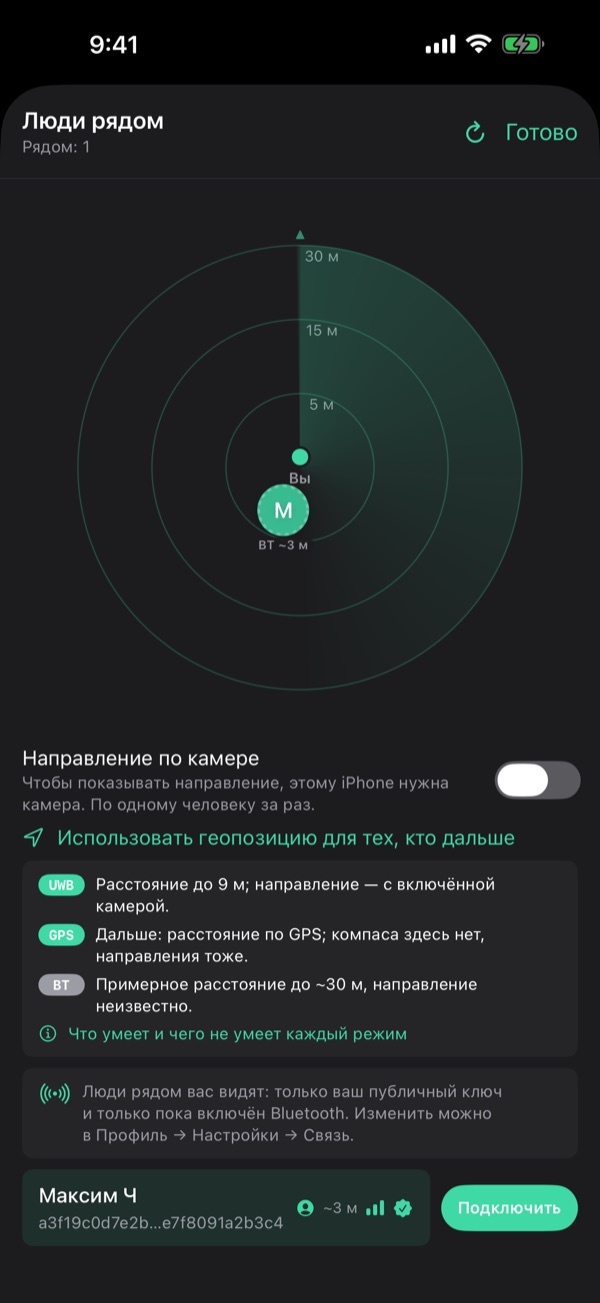 9:41
Люди рядом
Рядом: 1
Готово
30 м
15 м
5 м
Вы
М
BT ~3 м
Направление по камере
Чтобы показывать направление, этому iPhone нужна
камера. По одному человеку за раз.
Использовать геопозицию для тех, кто дальше
UWB Расстояние до 9 м; направление — с включённой
камерой.
GPS Дальше: расстояние по GPS; компаса здесь нет,
направления тоже.
BT Примерное расстояние до ~30 м, направление
неизвестно.
Что умеет и чего не умеет каждый режим
Люди рядом вас видят: только ваш публичный ключ
и только пока включён Bluetooth. Изменить можно
в Профиль → Настройки → Связь.
Максим Ч
a3f19c0d7e2b...e7f8091a2b3c4
~3 м
Подключить